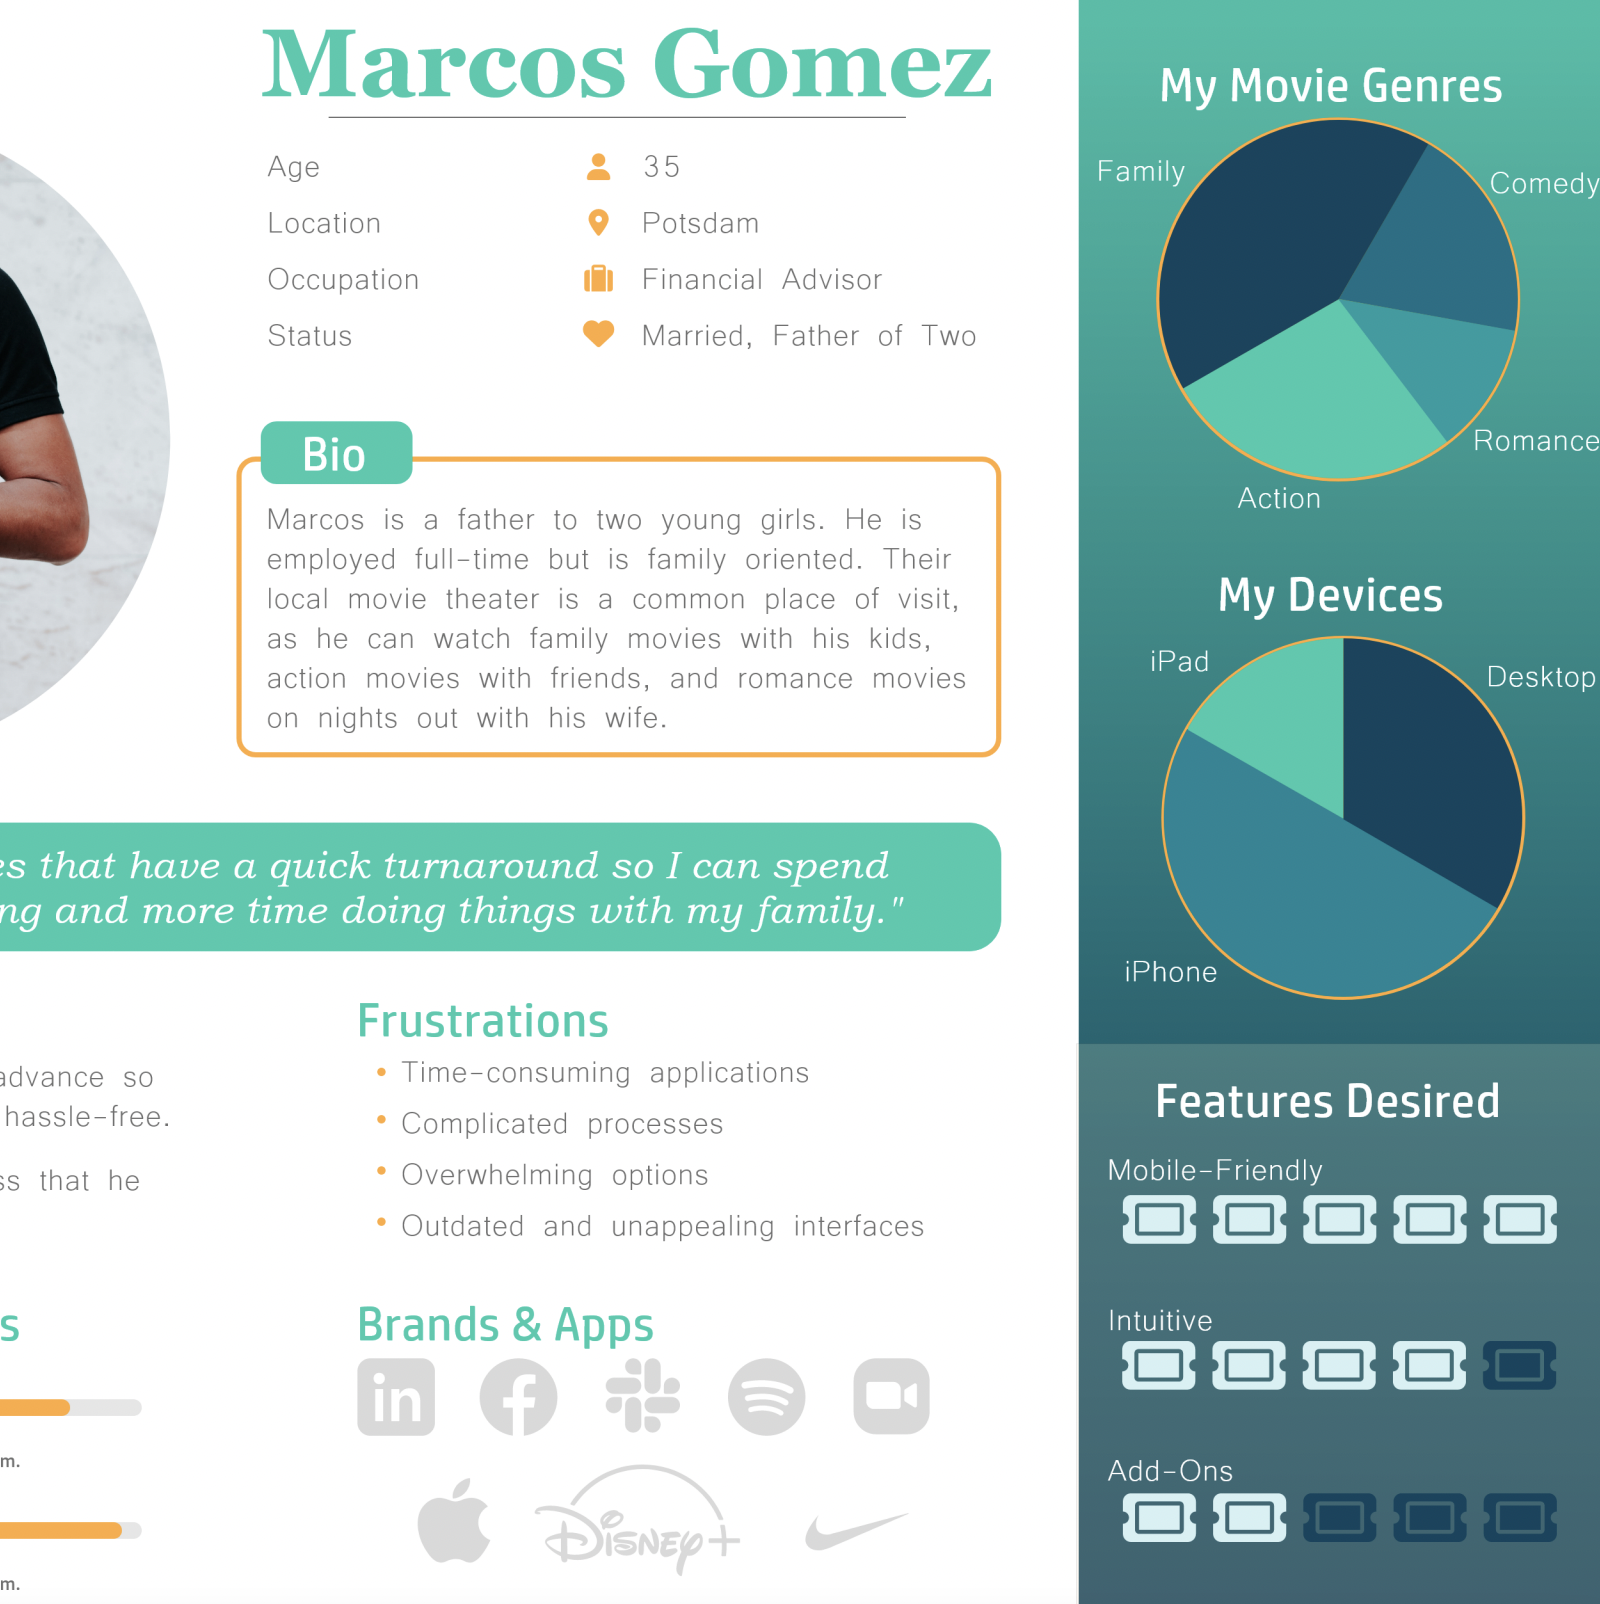 Marcos Gomez
Age 35
Location Potsdam
Occupation Financial Advisor
Status Married, Father of Two
Bio
Marcos is a father to two young girls. He is
employed full-time but is family oriented. Their
local movie theater is a common place of visit,
as he can watch family movies with his kids,
action movies with friends, and romance movies
on nights out with his wife.
that have a quick turnaround so I can spend
and more time doing things with my family."
advance so
hassle-free.
that he
Frustrations
• Time-consuming applications
• Complicated processes
• Overwhelming options
• Outdated and unappealing interfaces
Brands & Apps
in
Disney+
m.
m.
My Movie Genres
Family
Comedy
Romance
Action
My Devices
iPad
Desktop
iPhone
Features Desired
Mobile-Friendly
Intuitive
Add-Ons